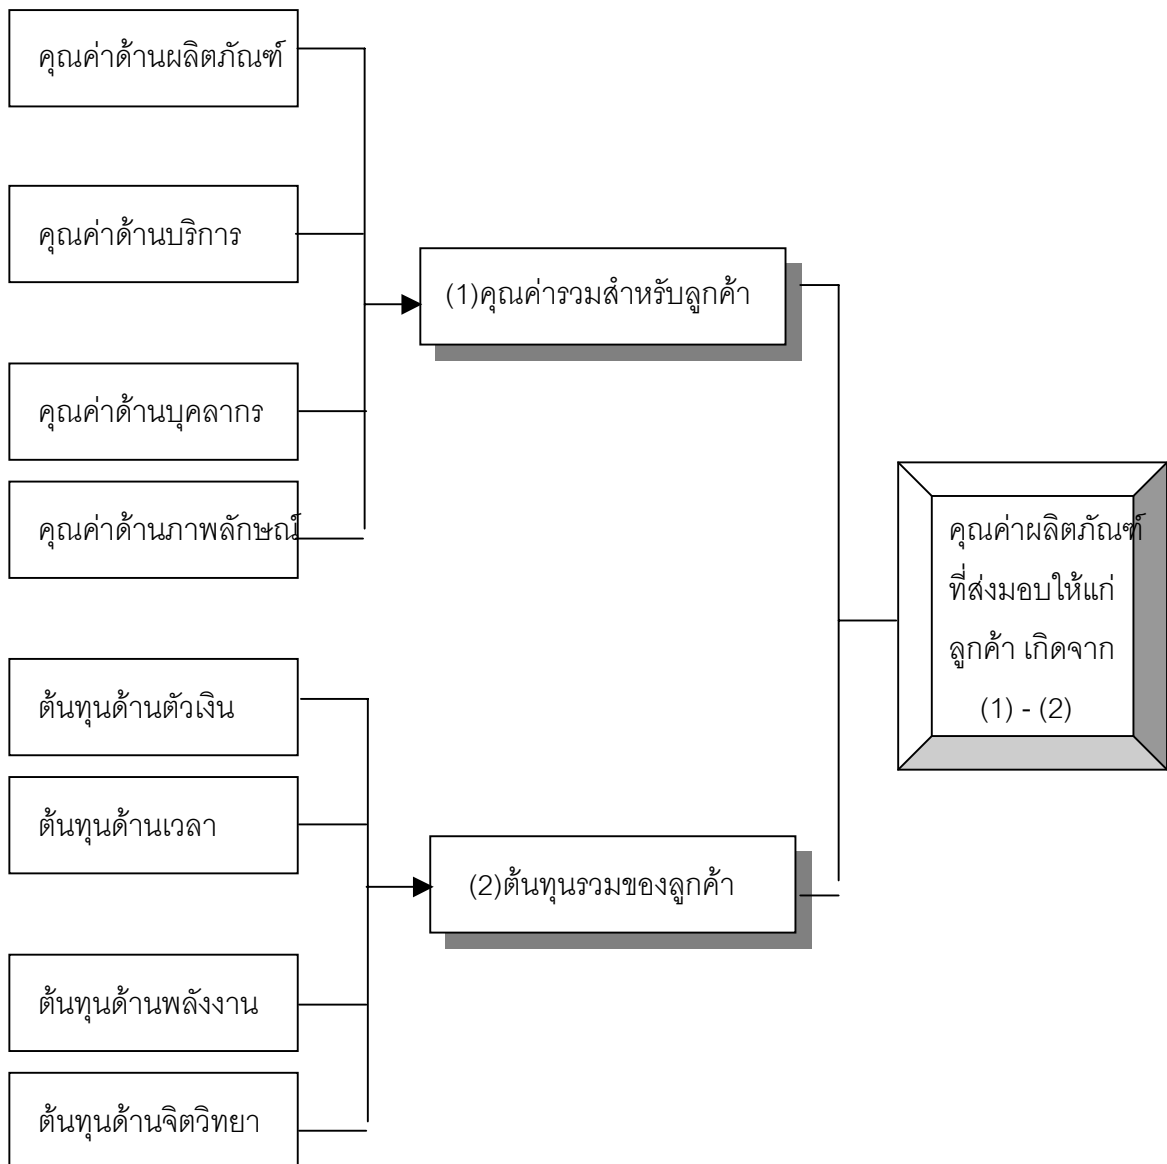 คุณค่าด้านผลิตภัณฑ์
คุณค่าด้านบริการ
(1)คุณค่ารวมสำหรับลูกค้า
คุณค่าด้านบุคลากร
คุณค่าด้านภาพลักษณ์
คุณค่าผลิตภัณฑ์
ที่ส่งมอบให้แก่
ลูกค้า เกิดจาก
(1) - (2)
ต้นทุนด้านตัวเงิน
ต้นทุนด้านเวลา
(2)ต้นทุนรวมของลูกค้า
ต้นทุนด้านพลังงาน
ต้นทุนด้านจิตวิทยา